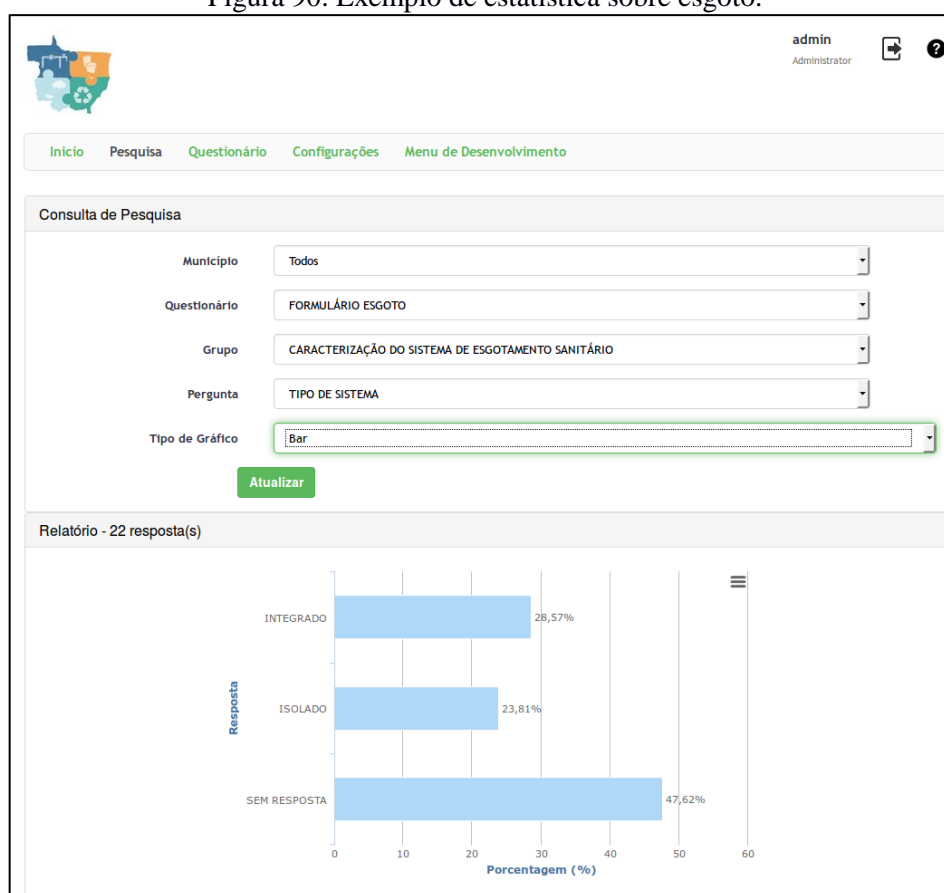 Figura 90: Exemplo de estatística sobre esgoto.
admin
Administrator
Inicio Pesquisa Questionário Configurações Menu de Desenvolvimento
Consulta de Pesquisa
Município Todos
Questionário FORMULÁRIO ESGOTO
Grupo CARACTERIZAÇÃO DO SISTEMA DE ESGOTAMENTO SANITÁRIO
Pergunta TIPO DE SISTEMA
Tipo de Gráfico Bar
Atualizar
Relatório - 22 resposta(s)
INTEGRADO 28,57%
Resposta
ISOLADO 23,81%
SEM RESPOSTA 47,62%
0 10 20 30 40 50 60
Porcentagem (%)